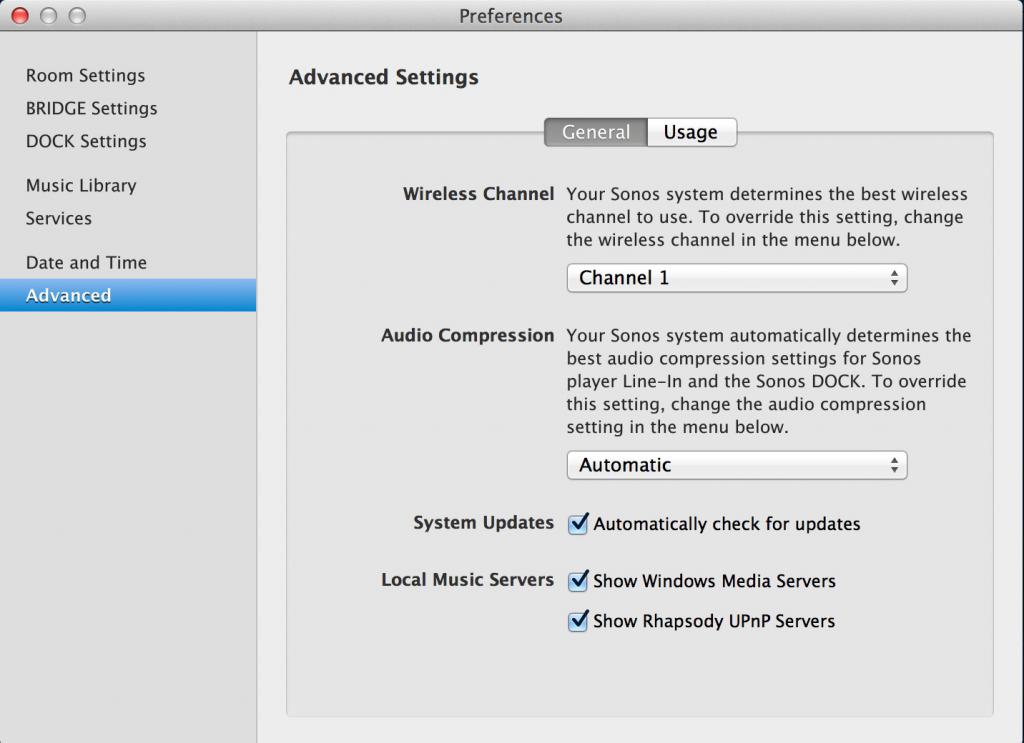 Preferences
Room Settings
BRIDGE Settings
DOCK Settings
Music Library
Services
Date and Time
Advanced
Advanced Settings
General
Usage
Wireless Channel
Your Sonos system determines the best wireless
channel to use. To override this setting, change
the wireless channel in the menu below.
Channel 1
Audio Compression
Your Sonos system automatically determines the
best audio compression settings for Sonos
player Line-In and the Sonos DOCK. To override
this setting, change the audio compression
setting in the menu below.
Automatic
System Updates
Automatically check for updates
Local Music Servers
Show Windows Media Servers
Show Rhapsody UPnP Servers